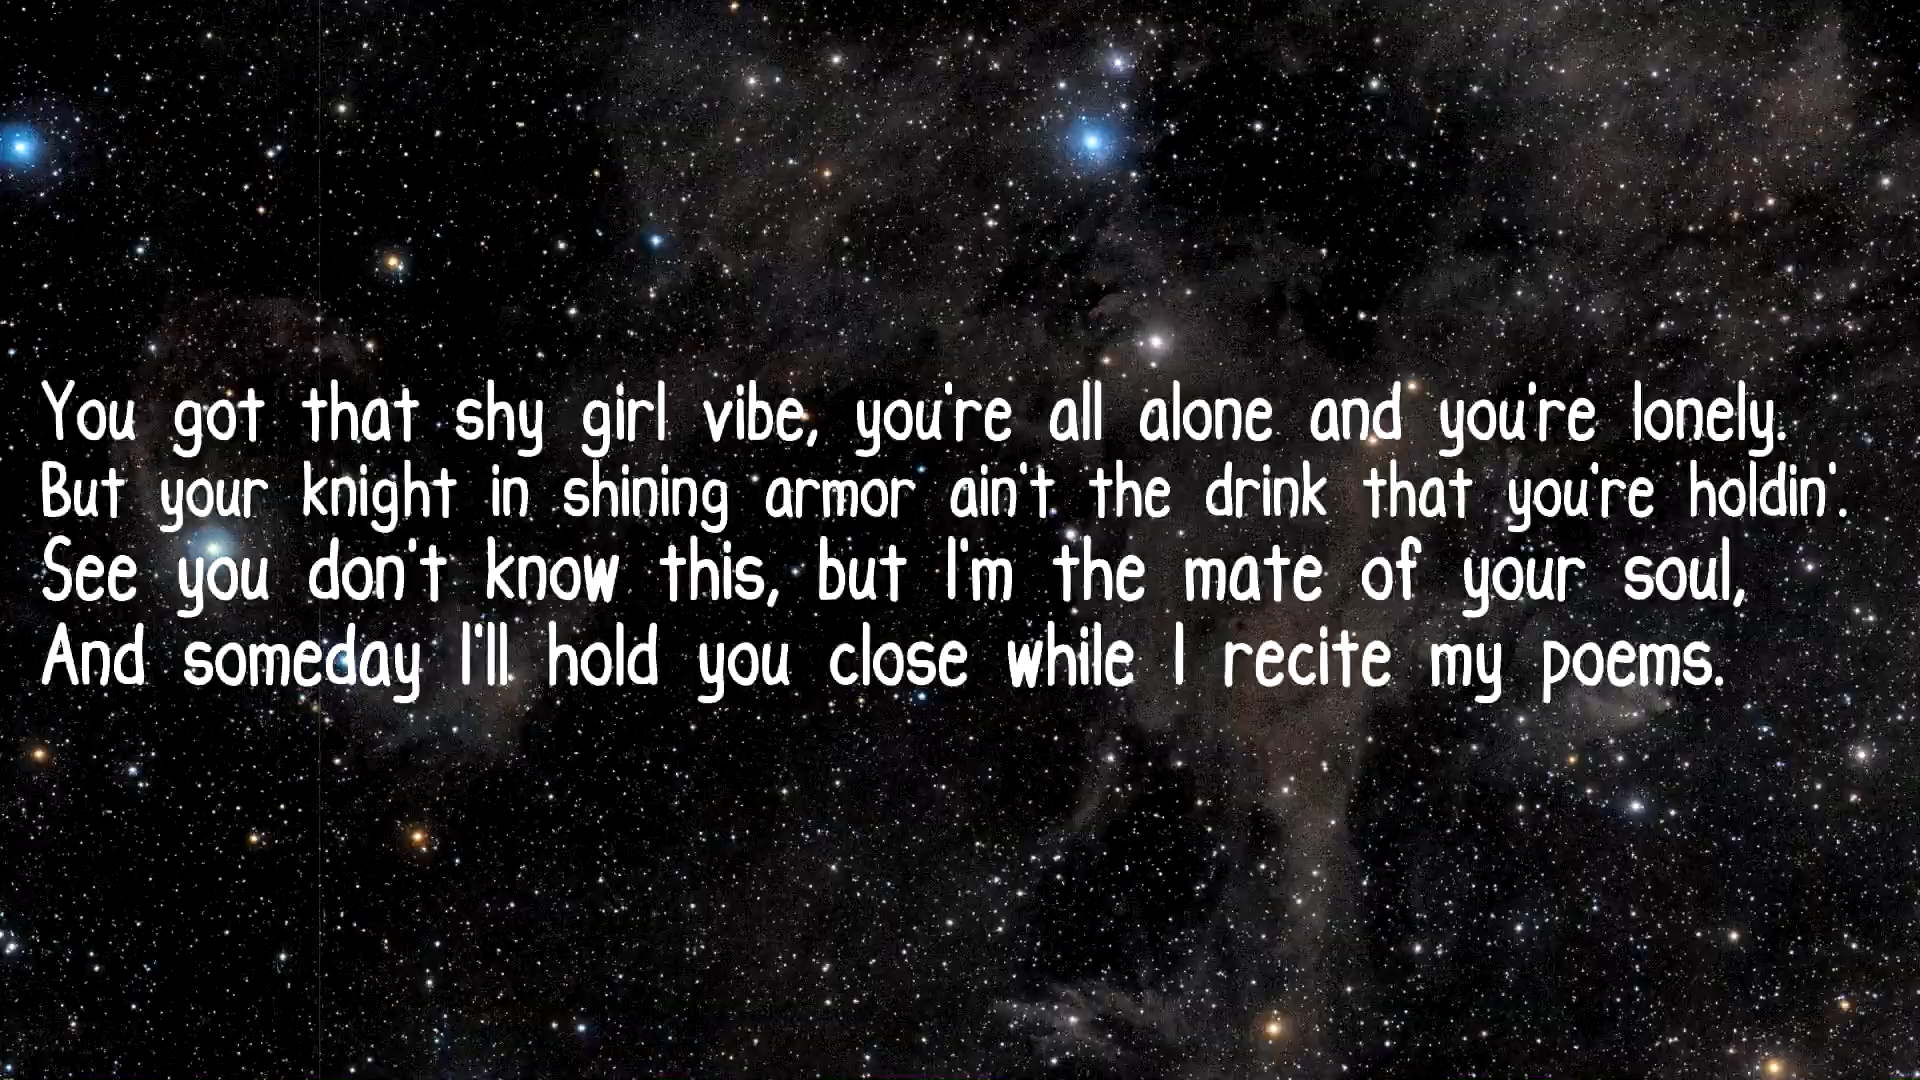 You got that shy girl vibe, you're all alone and you're lonely.
But your knight in shining armor ain't the drink that you're holdin'.
See you don't know this, but I'm the mate of your soul,
And someday I'll hold you close while I recite my poems.